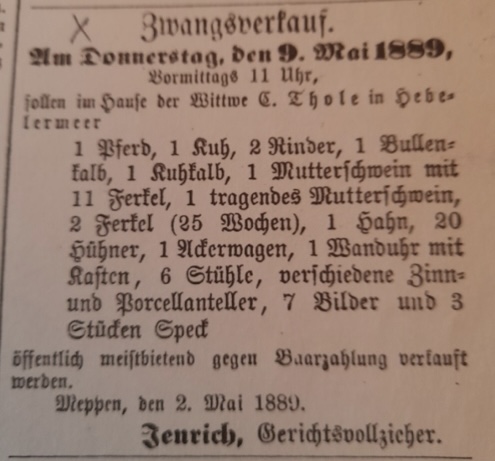 Zwangsverkauf.
Am Donnerstag, den 9. Mai 1889,
Vormittags 11 Uhr,
sollen im Hause der Wittwe C. Thole in Hebe-
lermeer
1 Pferd, 1 Kuh, 2 Rinder, 1 Bullen-
kalb, 1 Kuhkalb, 1 Mutterschwein mit
11 Ferkel, 1 tragendes Mutterschwein,
2 Ferkel (25 Wochen), 1 Hahn, 20
Hühner, 1 Ackerwagen, 1 Wanduhr mit
Kasten, 6 Stühle, verschiedene Zinn-
und Porcellanteller, 7 Bilder und 3
Stücken Speck
öffentlich meistbietend gegen Baarzahlung verkauft
werden.
Meppen, den 2. Mai 1889.
Jenrich, Gerichtsvollzieher.